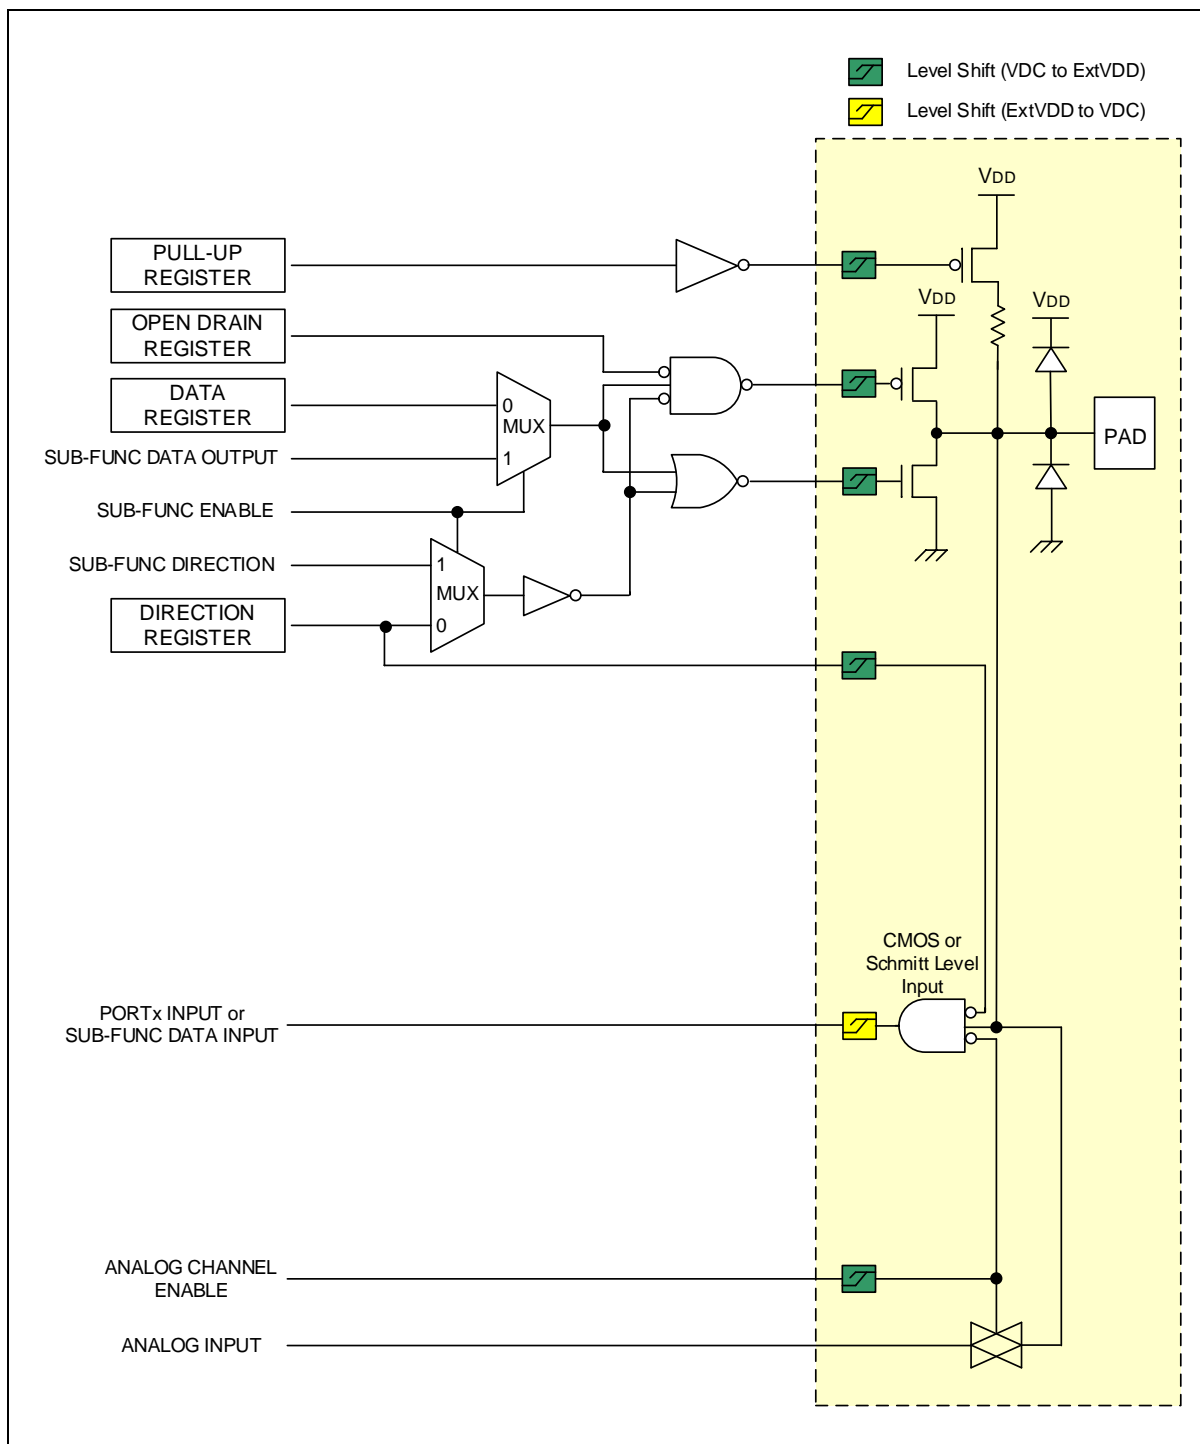 Level Shift (VDC to ExtVDD)
Level Shift (ExtVDD to VDC)
VDD
PULL-UP
REGISTER
VDD
VDD
OPEN DRAIN
REGISTER
DATA
REGISTER
0
MUX
1
PAD
SUB-FUNC DATA OUTPUT
SUB-FUNC ENABLE
SUB-FUNC DIRECTION
1
MUX
0
DIRECTION
REGISTER
CMOS or
Schmitt Level
Input
PORTx INPUT or
SUB-FUNC DATA INPUT
ANALOG CHANNEL
ENABLE
ANALOG INPUT